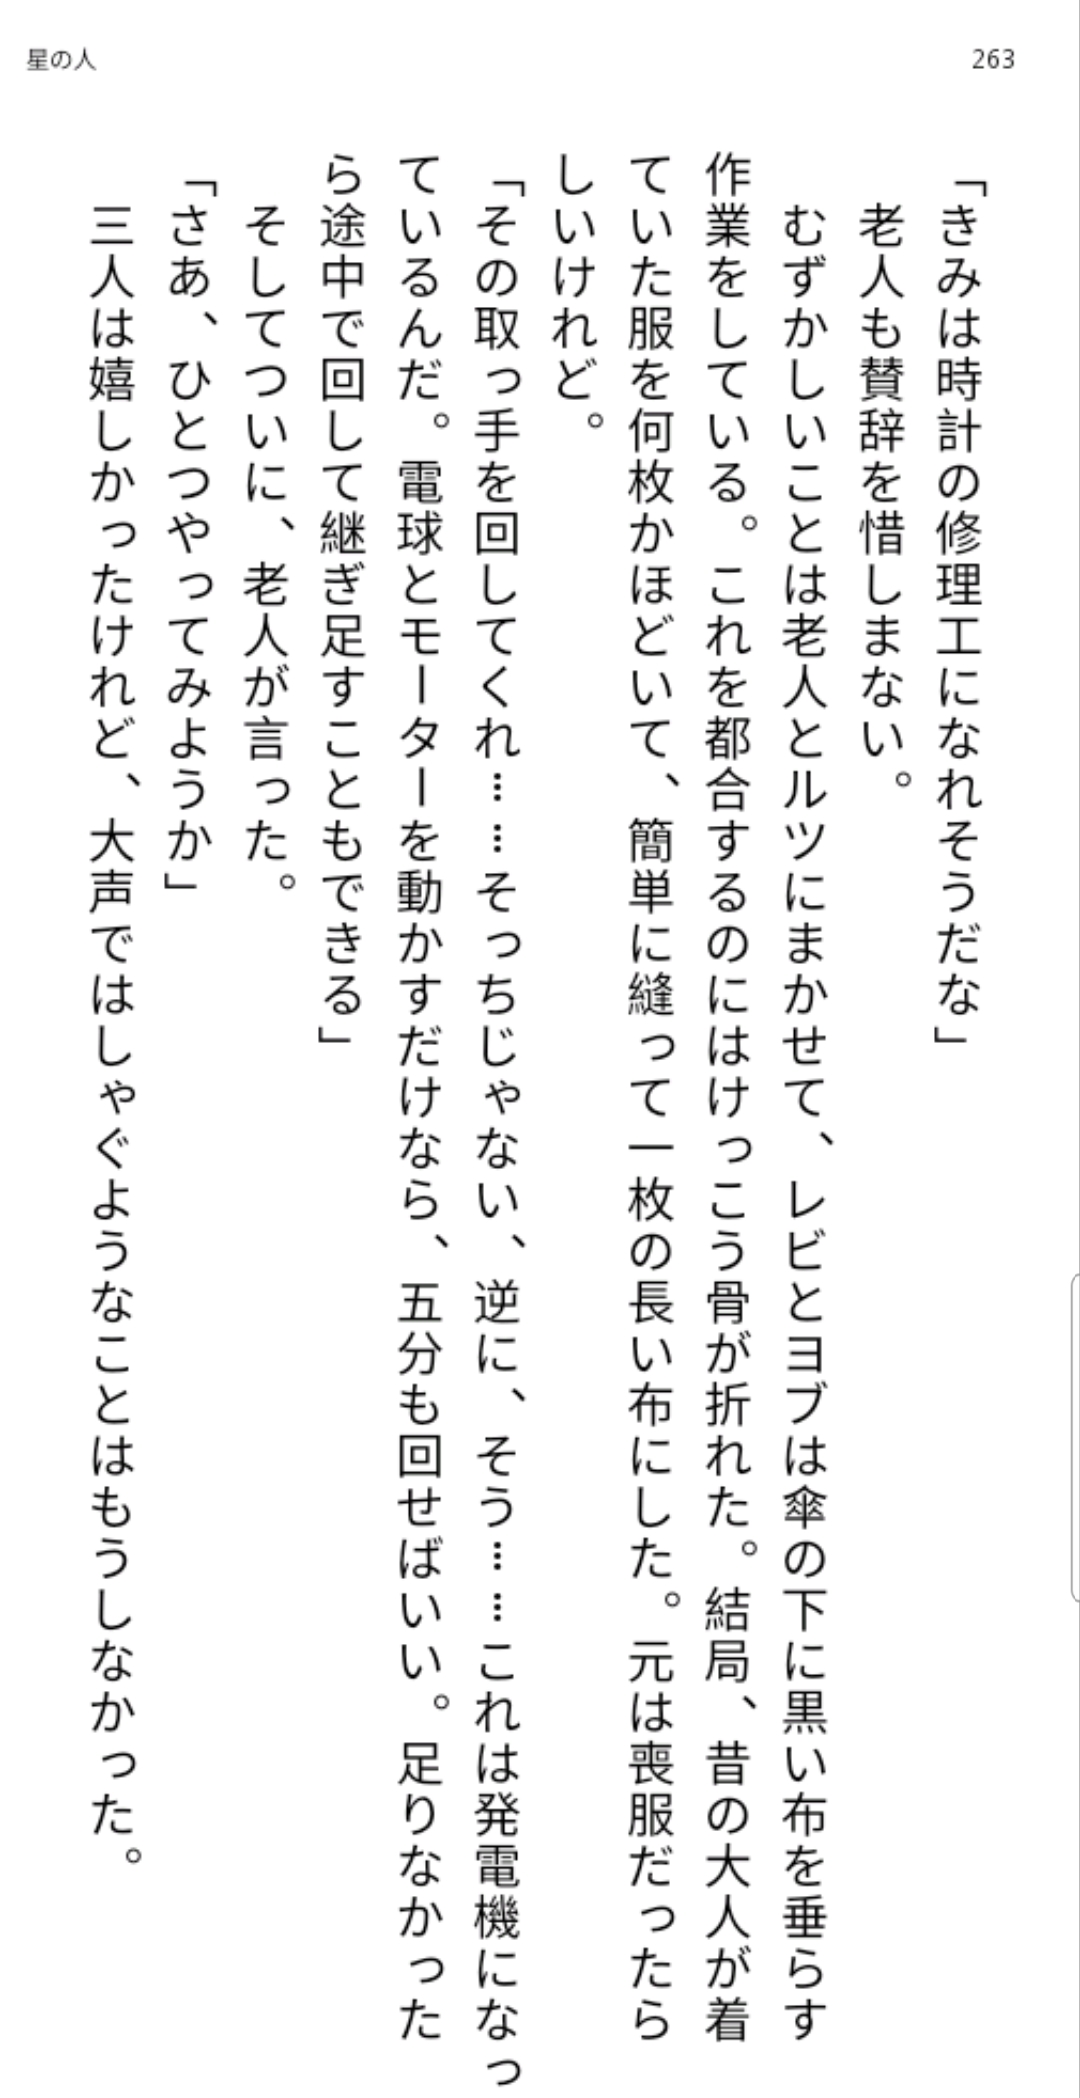 星の人
263
「きみは時計の修理工になれそうだな」
老人も賛辞を惜しまない。
むずかしいことは老人とルツにまかせて、レビとヨブは傘の下に黒い布を垂らす
作業をしている。これを都合するのにはけっこう骨が折れた。結局、昔の大人が着
ていた服を何枚かほどいて、簡単に縫って一枚の長い布にした。元は喪服だったら
しいけれど。
「その取っ手を回してくれ……そっちじゃない、逆に、そう……これは発電機になっ
ているんだ。電球とモーターを動かすだけなら、五分も回せばいい。足りなかった
ら途中で回して継ぎ足すこともできる」
そしてついに、老人が言った。
「さあ、ひとつやってみようか」
三人は嬉しかったけれど、大声ではしゃぐようなことはもうしなかった。